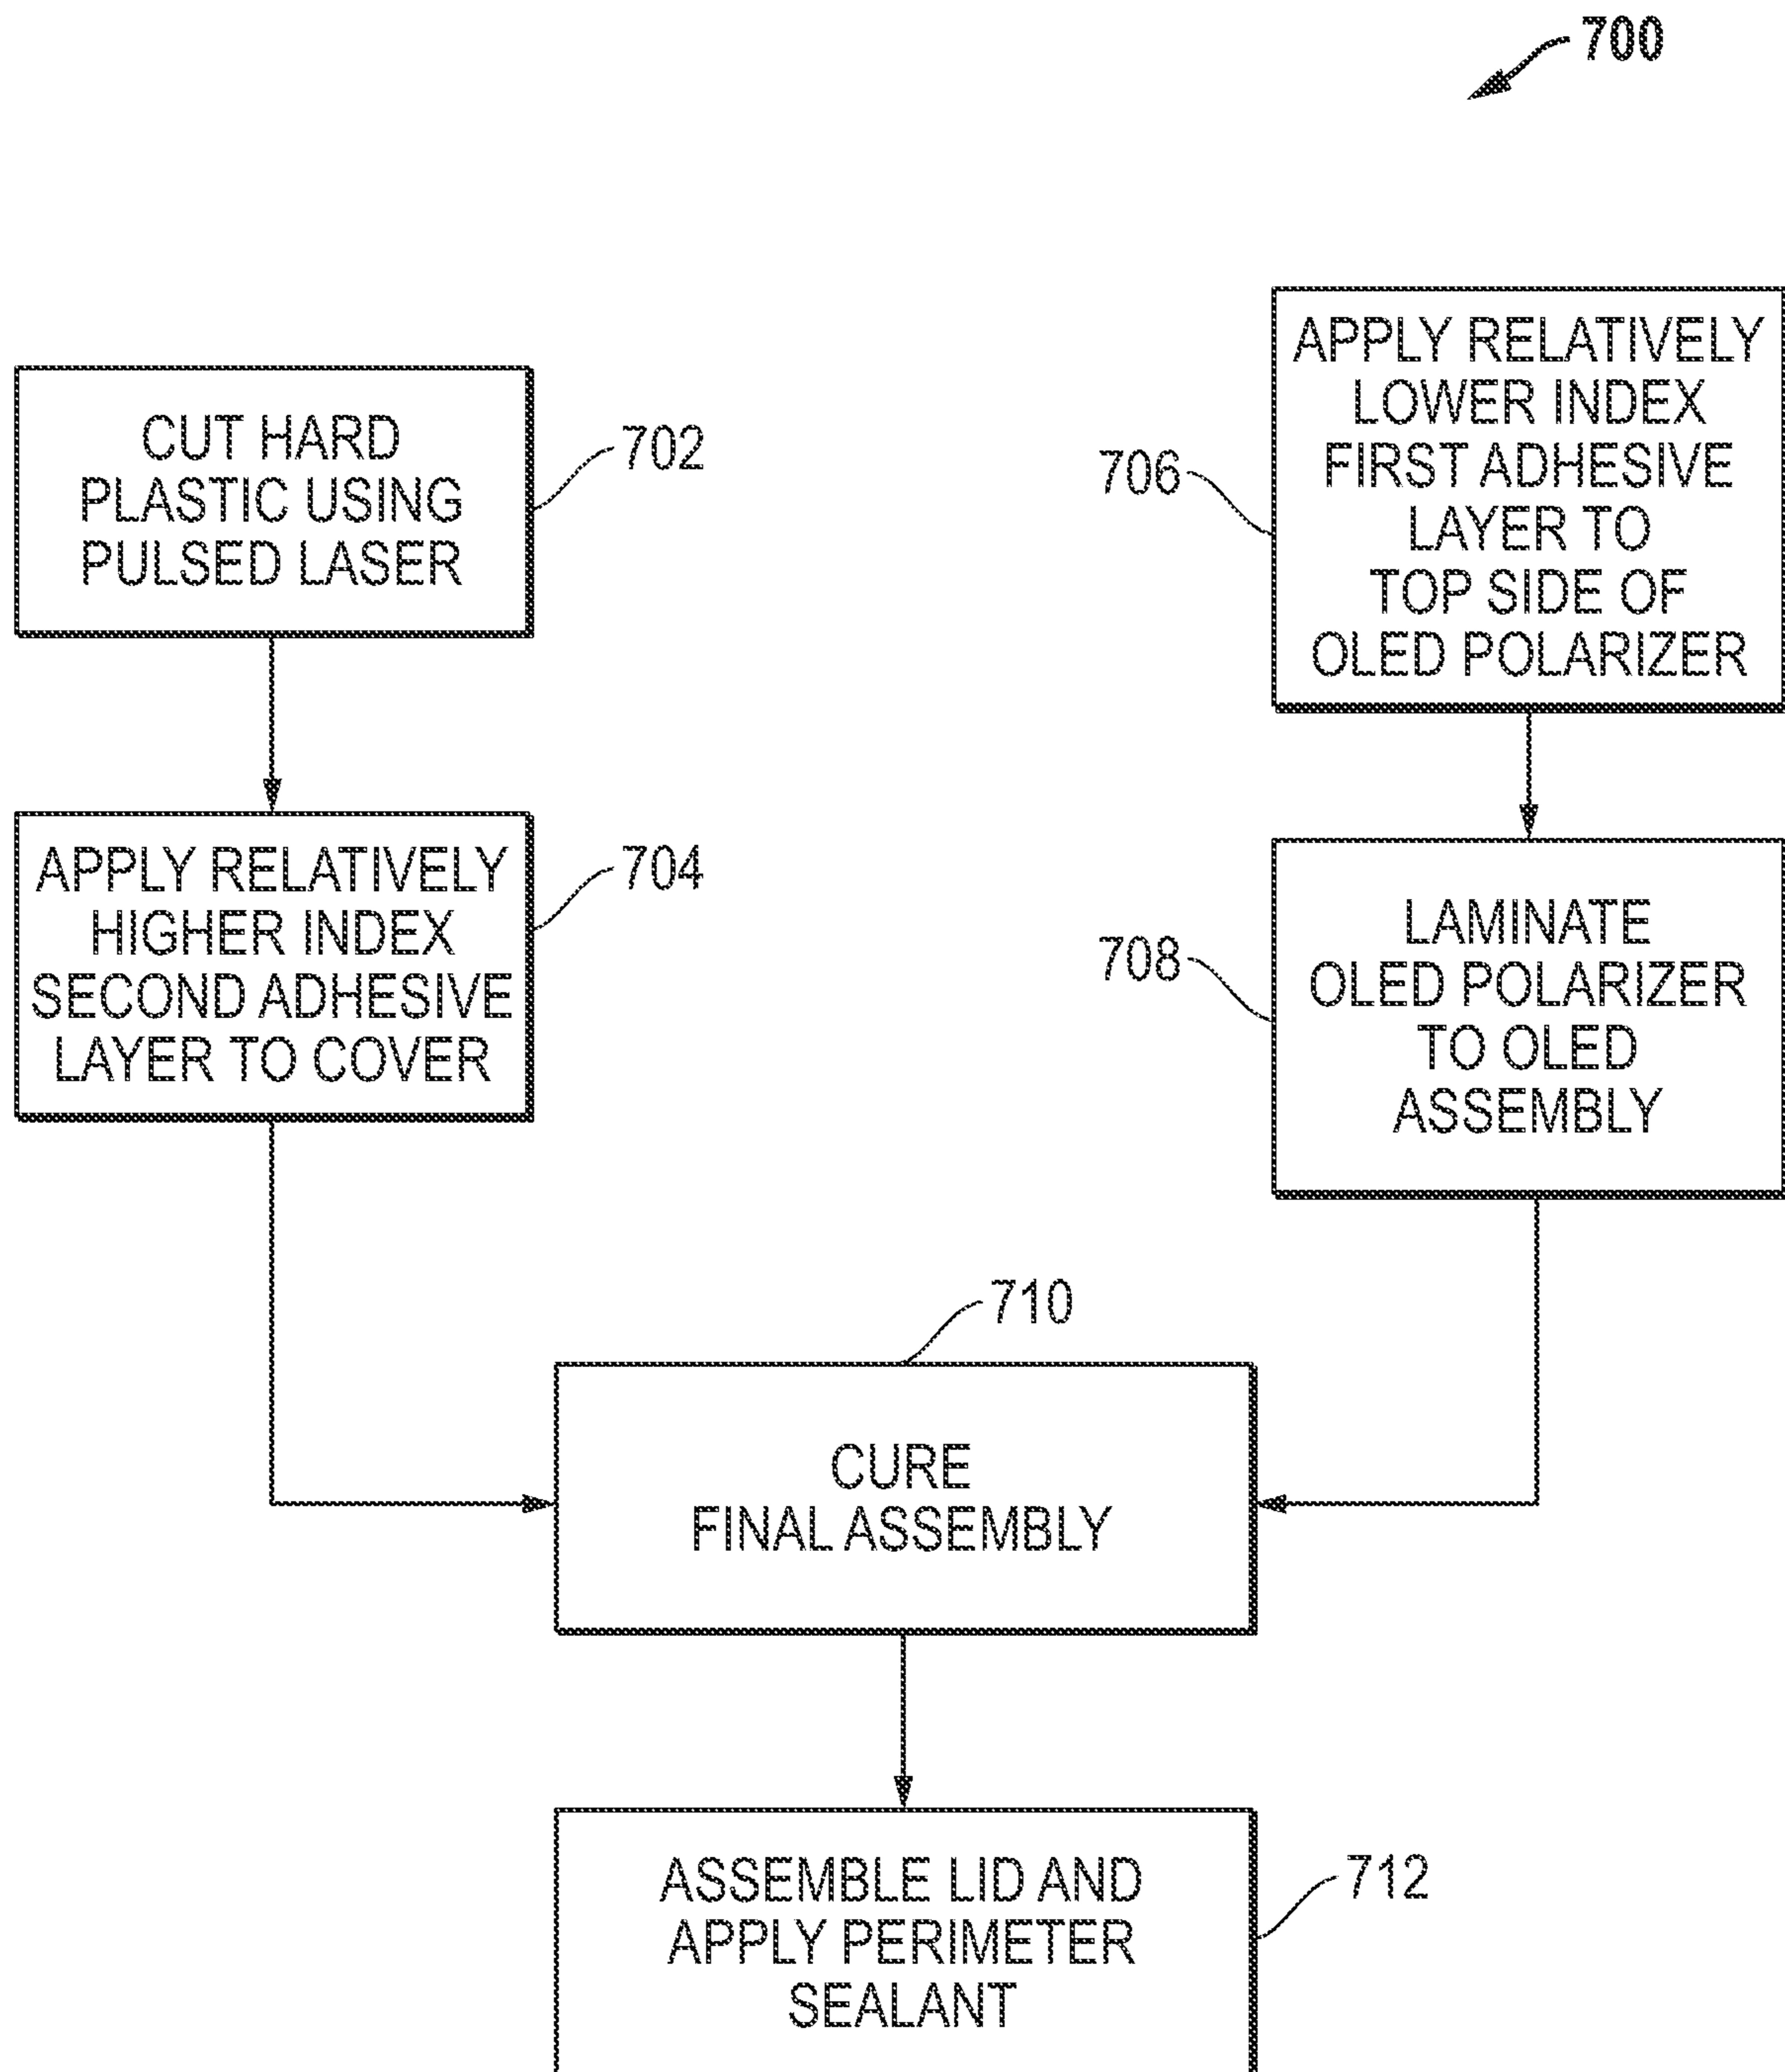 700
CUT HARD
PLASTIC USING
PULSED LASER
702
APPLY RELATIVELY
HIGHER INDEX
SECOND ADHESIVE
LAYER TO COVER
704
APPLY RELATIVELY
LOWER INDEX
FIRST ADHESIVE
LAYER TO
TOP SIDE OF
OLED POLARIZER
706
LAMINATE
OLED POLARIZER
TO OLED
ASSEMBLY
708
710
CURE
FINAL ASSEMBLY
ASSEMBLE LID AND
APPLY PERIMETER
SEALANT
712